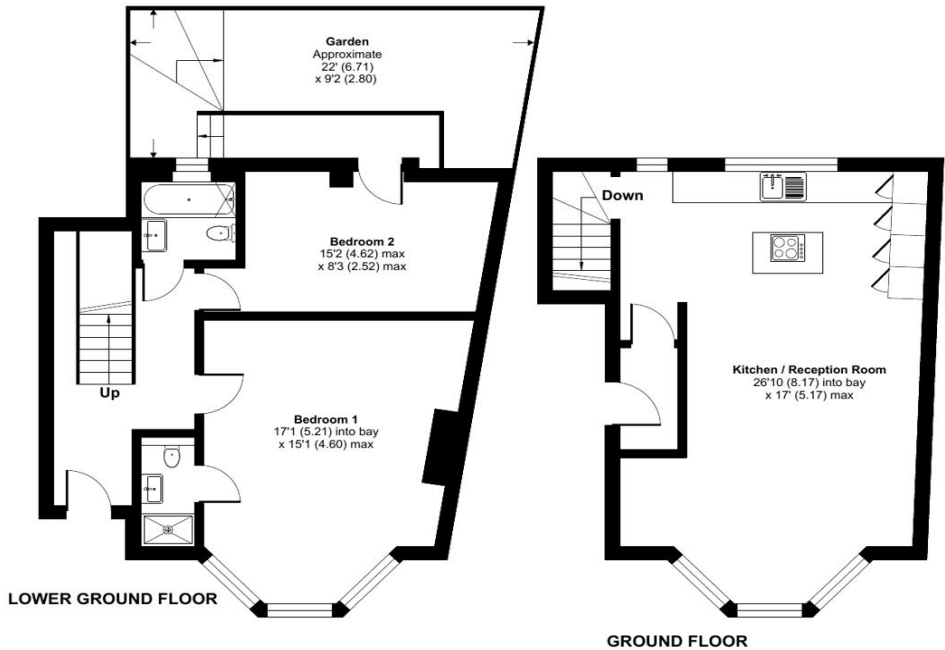 Garden
Approximate
22' (6.71)
x 9'2 (2.80)
Bedroom 2
15'2 (4.62) max
x 8'3 (2.52) max
Up
Bedroom 1
17'1 (5.21) into bay
x 15'1 (4.60) max
LOWER GROUND FLOOR
Down
Kitchen / Reception Room
26'10 (8.17) into bay
x 17' (5.17) max
GROUND FLOOR